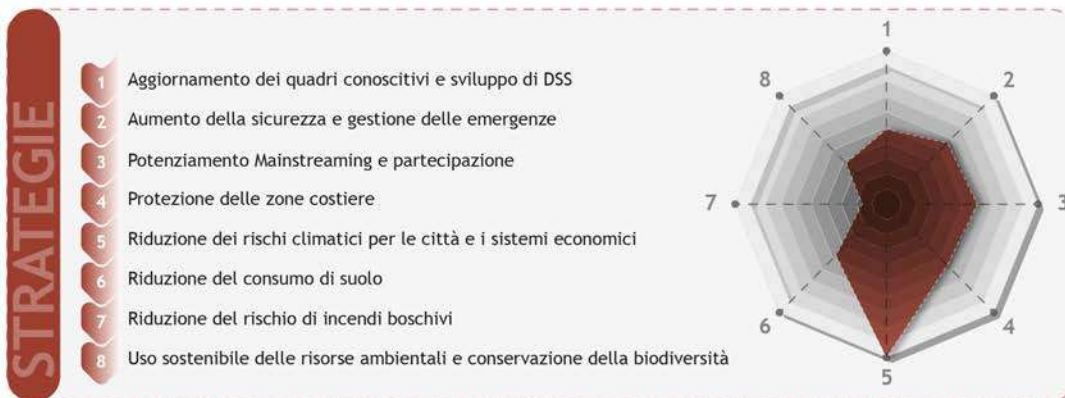 STRATEGIE
1 Aggiornamento dei quadri conoscitivi e sviluppo di DSS
2 Aumento della sicurezza e gestione delle emergenze
3 Potenziamento Mainstreaming e partecipazione
4 Protezione delle zone costiere
5 Riduzione dei rischi climatici per le città e i sistemi economici
6 Riduzione del consumo di suolo
7 Riduzione del rischio di incendi boschivi
8 Uso sostenibile delle risorse ambientali e conservazione della biodiversità
1
2
3
4
5
6
7
8